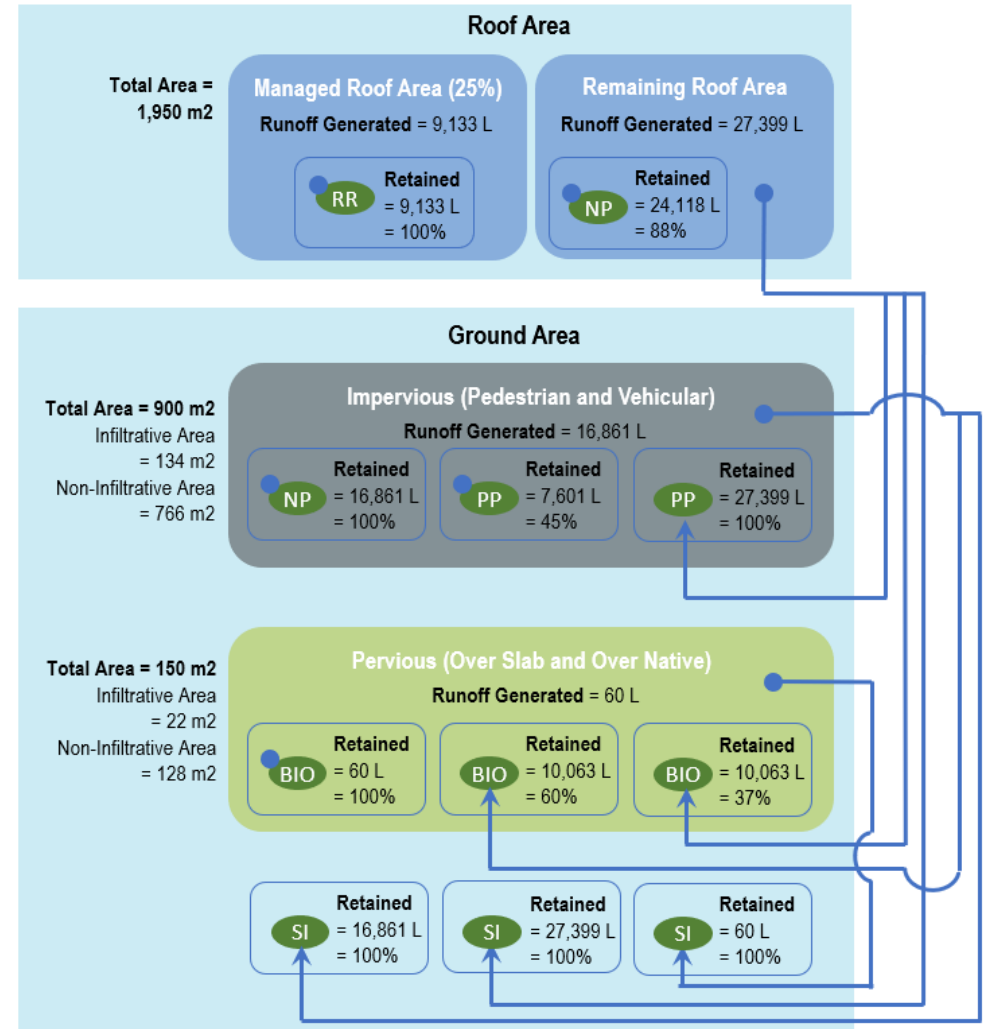 Roof Area
Total Area =
1,950 m2
Managed Roof Area (25%)
Runoff Generated = 9,133 L
RR
Retained
= 9,133 L
= 100%
Remaining Roof Area
Runoff Generated = 27,399 L
NP
Retained
= 24,118 L
= 88%
Ground Area
Total Area = 900 m2
Infiltrative Area
= 134 m2
Non-Infiltrative Area
= 766 m2
Impervious (Pedestrian and Vehicular)
Runoff Generated = 16,861 L
NP
Retained
= 16,861 L
= 100%
PP
Retained
= 7,601 L
= 45%
PP
Retained
= 27,399 L
= 100%
Total Area = 150 m2
Infiltrative Area
= 22 m2
Non-Infiltrative Area
= 128 m2
Pervious (Over Slab and Over Native)
Runoff Generated = 60 L
BIO
Retained
= 60 L
= 100%
BIO
Retained
= 10,063 L
= 60%
BIO
Retained
= 10,063 L
= 37%
SI
Retained
= 16,861 L
= 100%
SI
Retained
= 27,399 L
= 100%
SI
Retained
= 60 L
= 100%